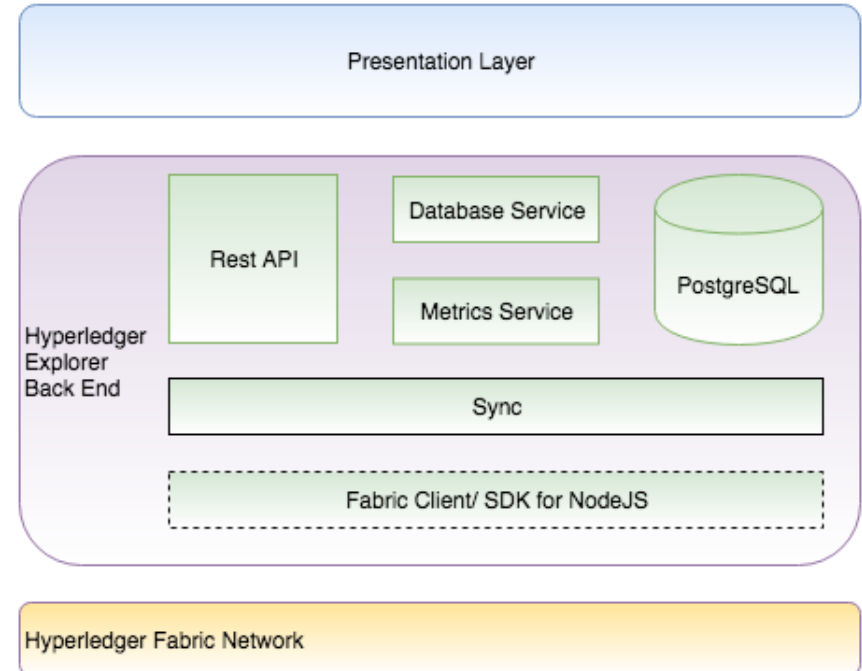 Presentation Layer
Rest API
Database Service
Metrics Service
PostgreSQL
Hyperledger
Explorer
Back End
Sync
Fabric Client/ SDK for NodeJS
Hyperledger Fabric Network